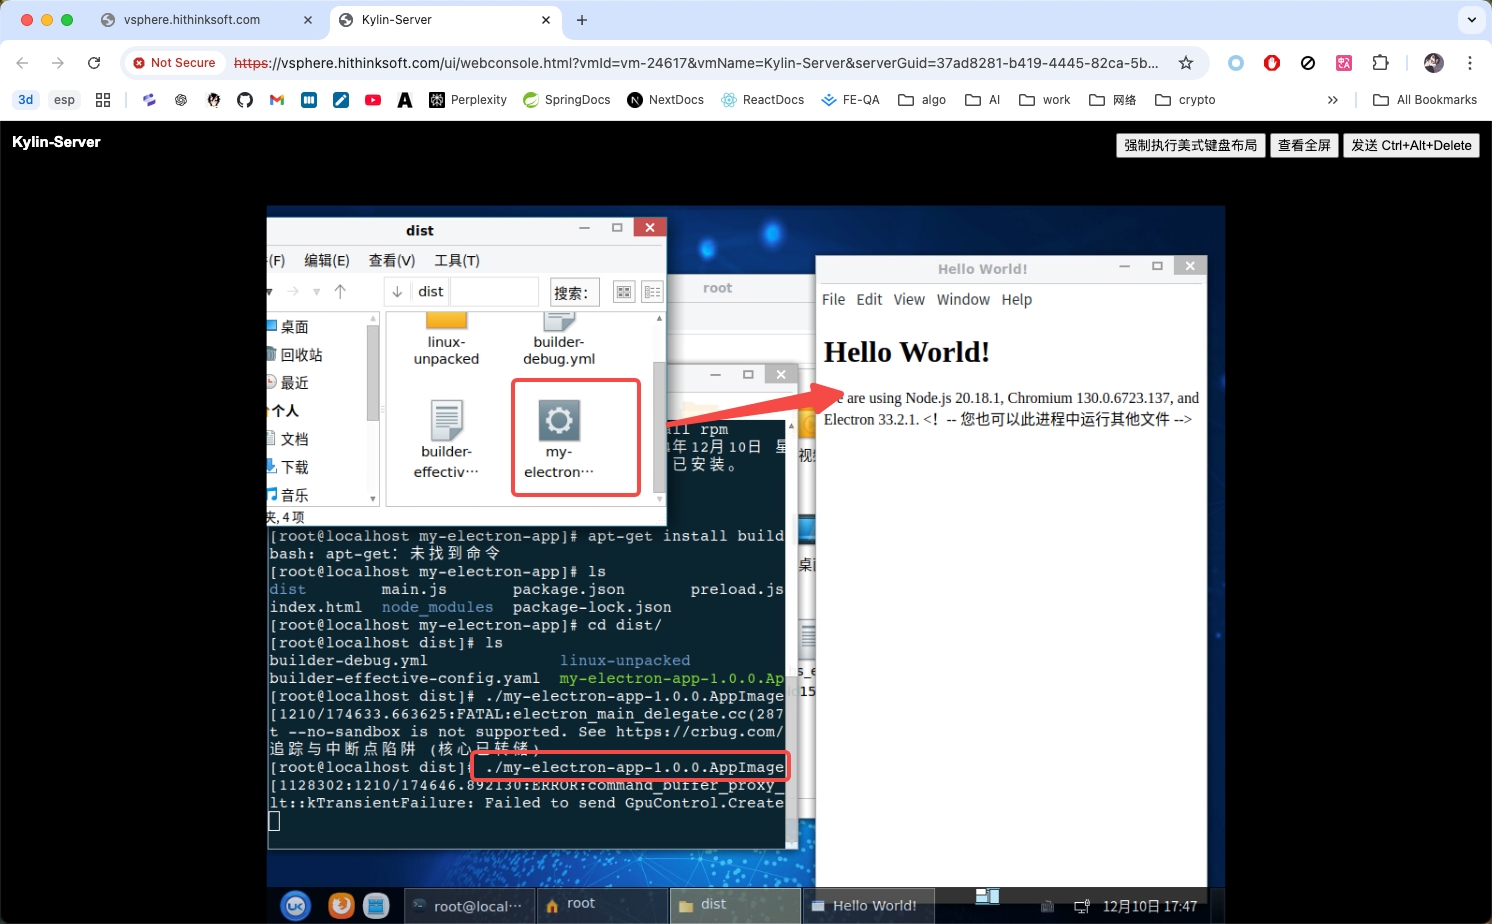 vsphere.hithinksoft.com
Kylin-Server
Not Secure
https://vsphere.hithinksoft.com/ui/webconsole.html?vmId=vm-24617&vmName=Kylin-Server&serverGuid=37ad8281-b419-4445-82ca-5b...
3d
esp
Perplexity
SpringDocs
NextDocs
ReactDocs
FE-QA
algo
AI
work
网络
crypto
All Bookmarks
Kylin-Server
强制执行美式键盘布局
查看全屏
发送 Ctrl+Alt+Delete
dist
(F) 编辑(E) 查看(V) 工具(T)
dist
搜索：
桌面
回收站
最近
个人
文档
下载
音乐
linux-
unpacked
builder-
debug.yml
builder-
effectiv···
my-
electron···
夹, 4 项
root
rpm
年12月10日 星
已安装。
[root@localhost my-electron-app]# apt-get install build
bash: apt-get: 未找到命令
[root@localhost my-electron-app]# ls
dist main.js package.json preload.js
index.html node_modules package-lock.json
[root@localhost my-electron-app]# cd dist/
[root@localhost dist]# ls
builder-debug.yml linux-unpacked
builder-effective-config.yaml my-electron-app-1.0.0.Ap
[root@localhost dist]# ./my-electron-app-1.0.0.AppImage
[1210/174633.663625:FATAL:electron_main_delegate.cc(287
t --no-sandbox is not supported. See https://crbug.com/
追踪与中断点陷阱 (核心已转储)
[root@localhost dist]# ./my-electron-app-1.0.0.AppImage
[1128302:1210/174646.892130:ERROR:command_buffer_proxy_
lt::kTransientFailure: Failed to send GpuControl.Create
Hello World!
File Edit View Window Help
Hello World!
are using Node.js 20.18.1, Chromium 130.0.6723.137, and
Electron 33.2.1. <！-- 您也可以此进程中运行其他文件 -->
root@local···
root
dist
Hello World!
12月10日 17:47